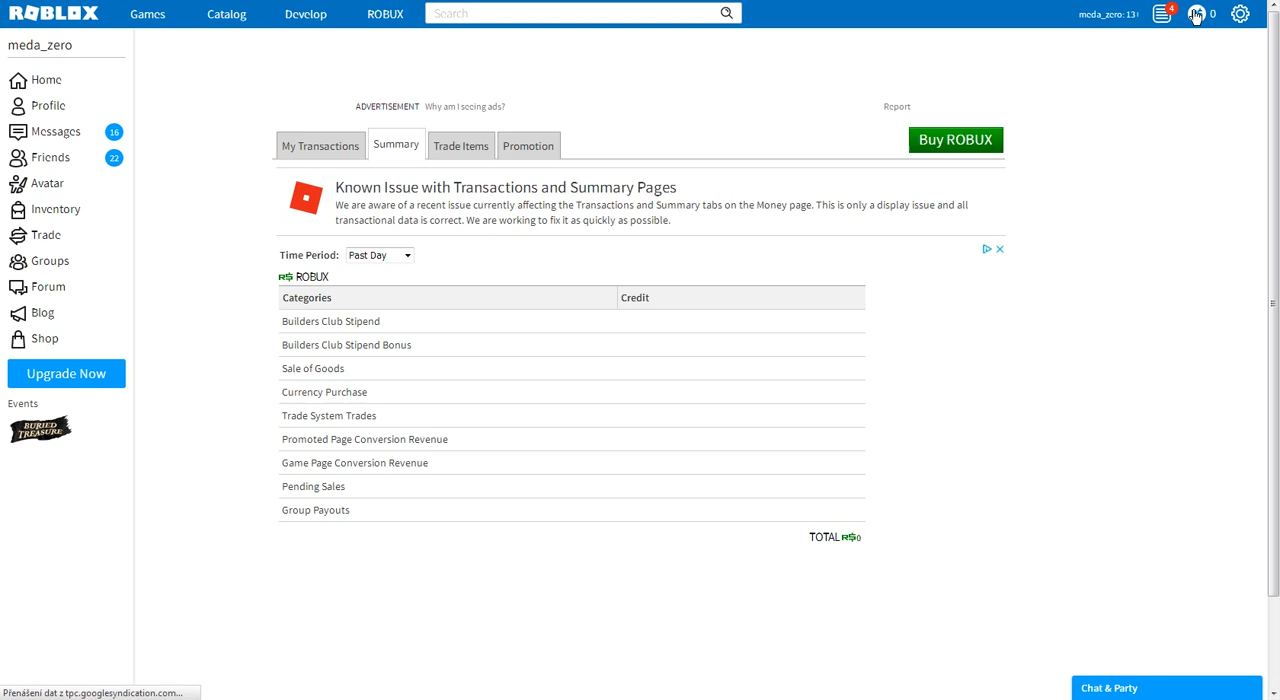 ROBLOX Games Catalog Develop ROBUX Search meda_zero: 13+ 4 0
meda_zero
Home
Profile
Messages 16
Friends 22
Avatar
Inventory
Trade
Groups
Forum
Blog
Shop
Upgrade Now
Events
BURIED
TREASURE
ADVERTISEMENT Why am I seeing ads? Report
My Transactions Summary Trade Items Promotion Buy ROBUX
Known Issue with Transactions and Summary Pages
We are aware of a recent issue currently affecting the Transactions and Summary tabs on the Money page. This is only a display issue and all
transactional data is correct. We are working to fix it as quickly as possible.
Time Period: Past Day
R$ ROBUX
Categories Credit
Builders Club Stipend
Builders Club Stipend Bonus
Sale of Goods
Currency Purchase
Trade System Trades
Promoted Page Conversion Revenue
Game Page Conversion Revenue
Pending Sales
Group Payouts
TOTAL R$0
Přenášení dat z tpc.googlesyndication.com...
Chat & Party